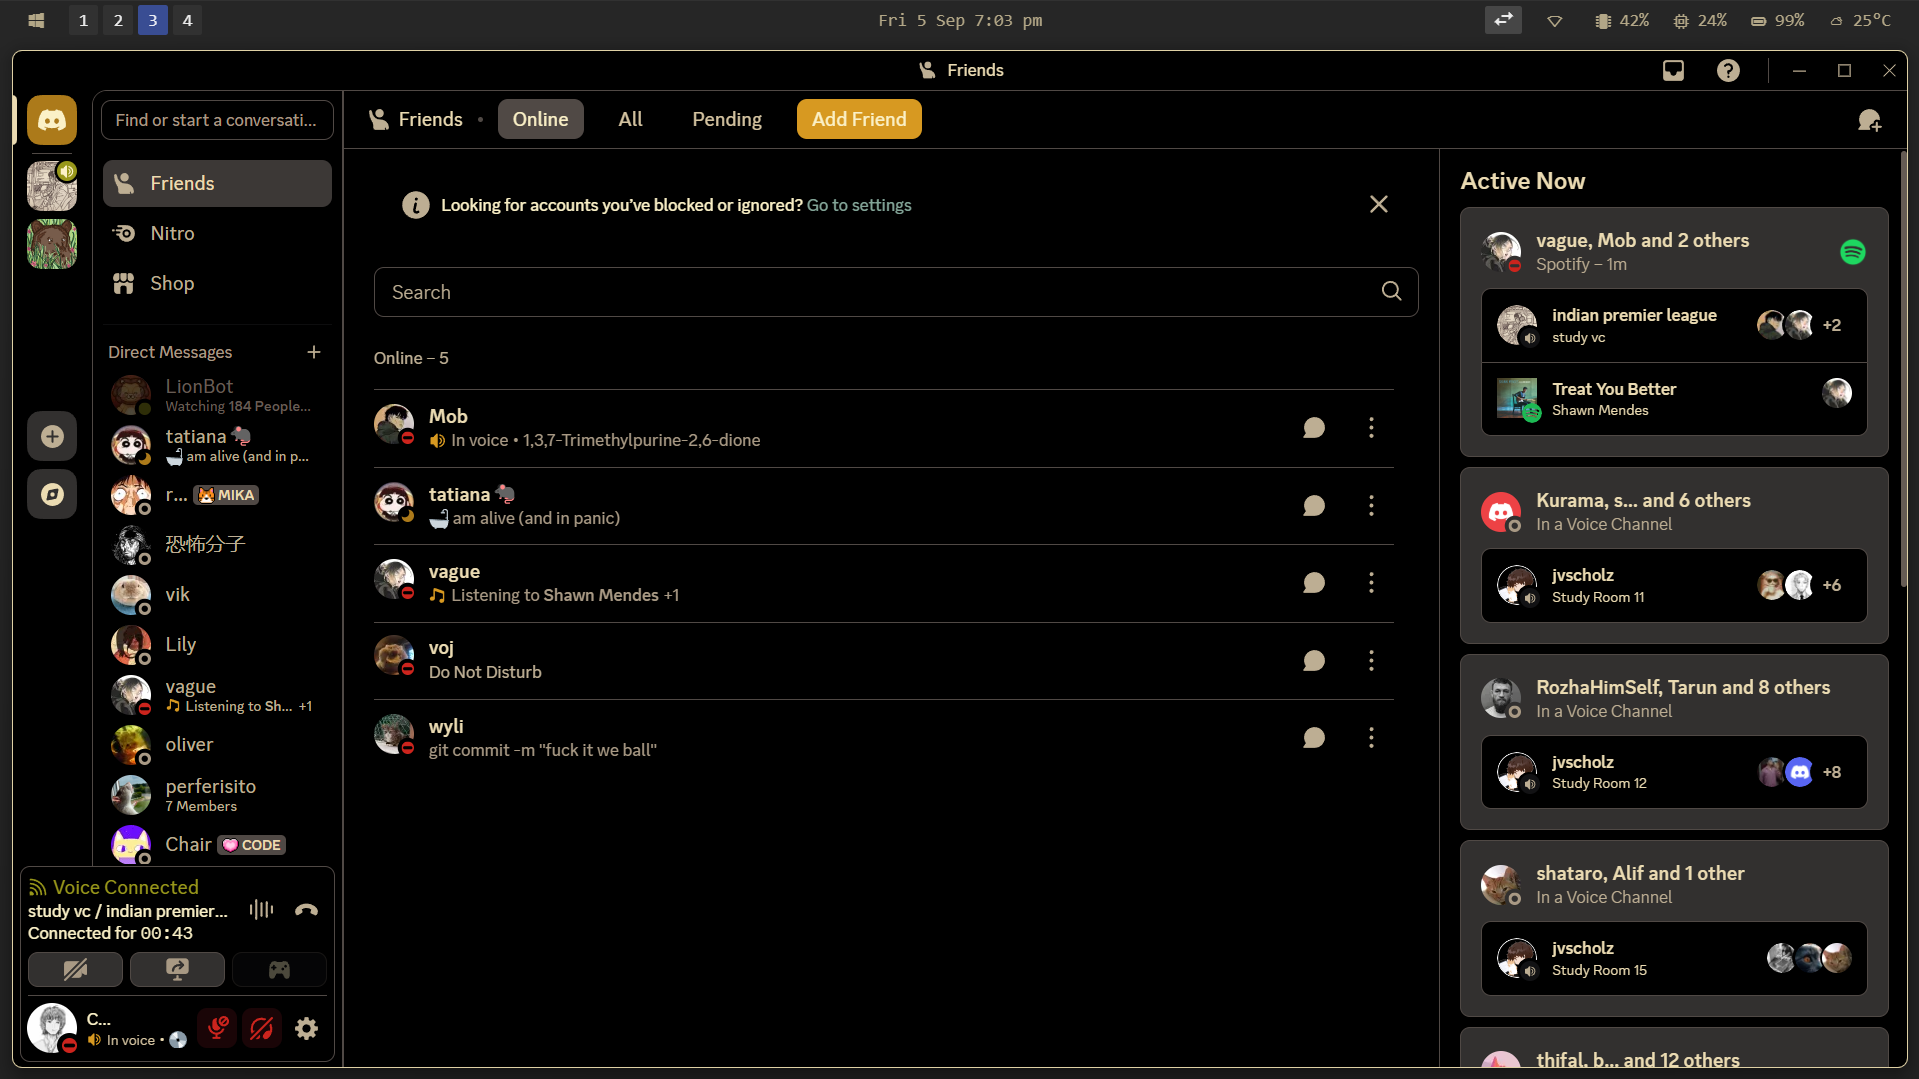 1 2 3 4
Fri 5 Sep 7:03 pm
42% 24% 99% 25°C
Friends
Find or start a conversati...
Friends
Nitro
Shop
Direct Messages
LionBot
Watching 184 People...
tatiana
am alive (and in p...
r... MIKA
恐怖分子
vik
Lily
vague
Listening to Sh... +1
oliver
perferisito
7 Members
Chair CODE
Voice Connected
study vc / indian premier...
Connected for 00:43
C...
In voice •
Friends • Online All Pending Add Friend
Looking for accounts you've blocked or ignored? Go to settings
Search
Online – 5
Mob
In voice • 1,3,7-Trimethylpurine-2,6-dione
tatiana
am alive (and in panic)
vague
Listening to Shawn Mendes +1
voj
Do Not Disturb
wyli
git commit -m "fuck it we ball"
Active Now
vague, Mob and 2 others
Spotify – 1m
indian premier league
study vc
+2
Treat You Better
Shawn Mendes
Kurama, s... and 6 others
In a Voice Channel
jvscholz
Study Room 11
+6
RozhaHimSelf, Tarun and 8 others
In a Voice Channel
jvscholz
Study Room 12
+8
shataro, Alif and 1 other
In a Voice Channel
jvscholz
Study Room 15
thifal, b... and 12 others